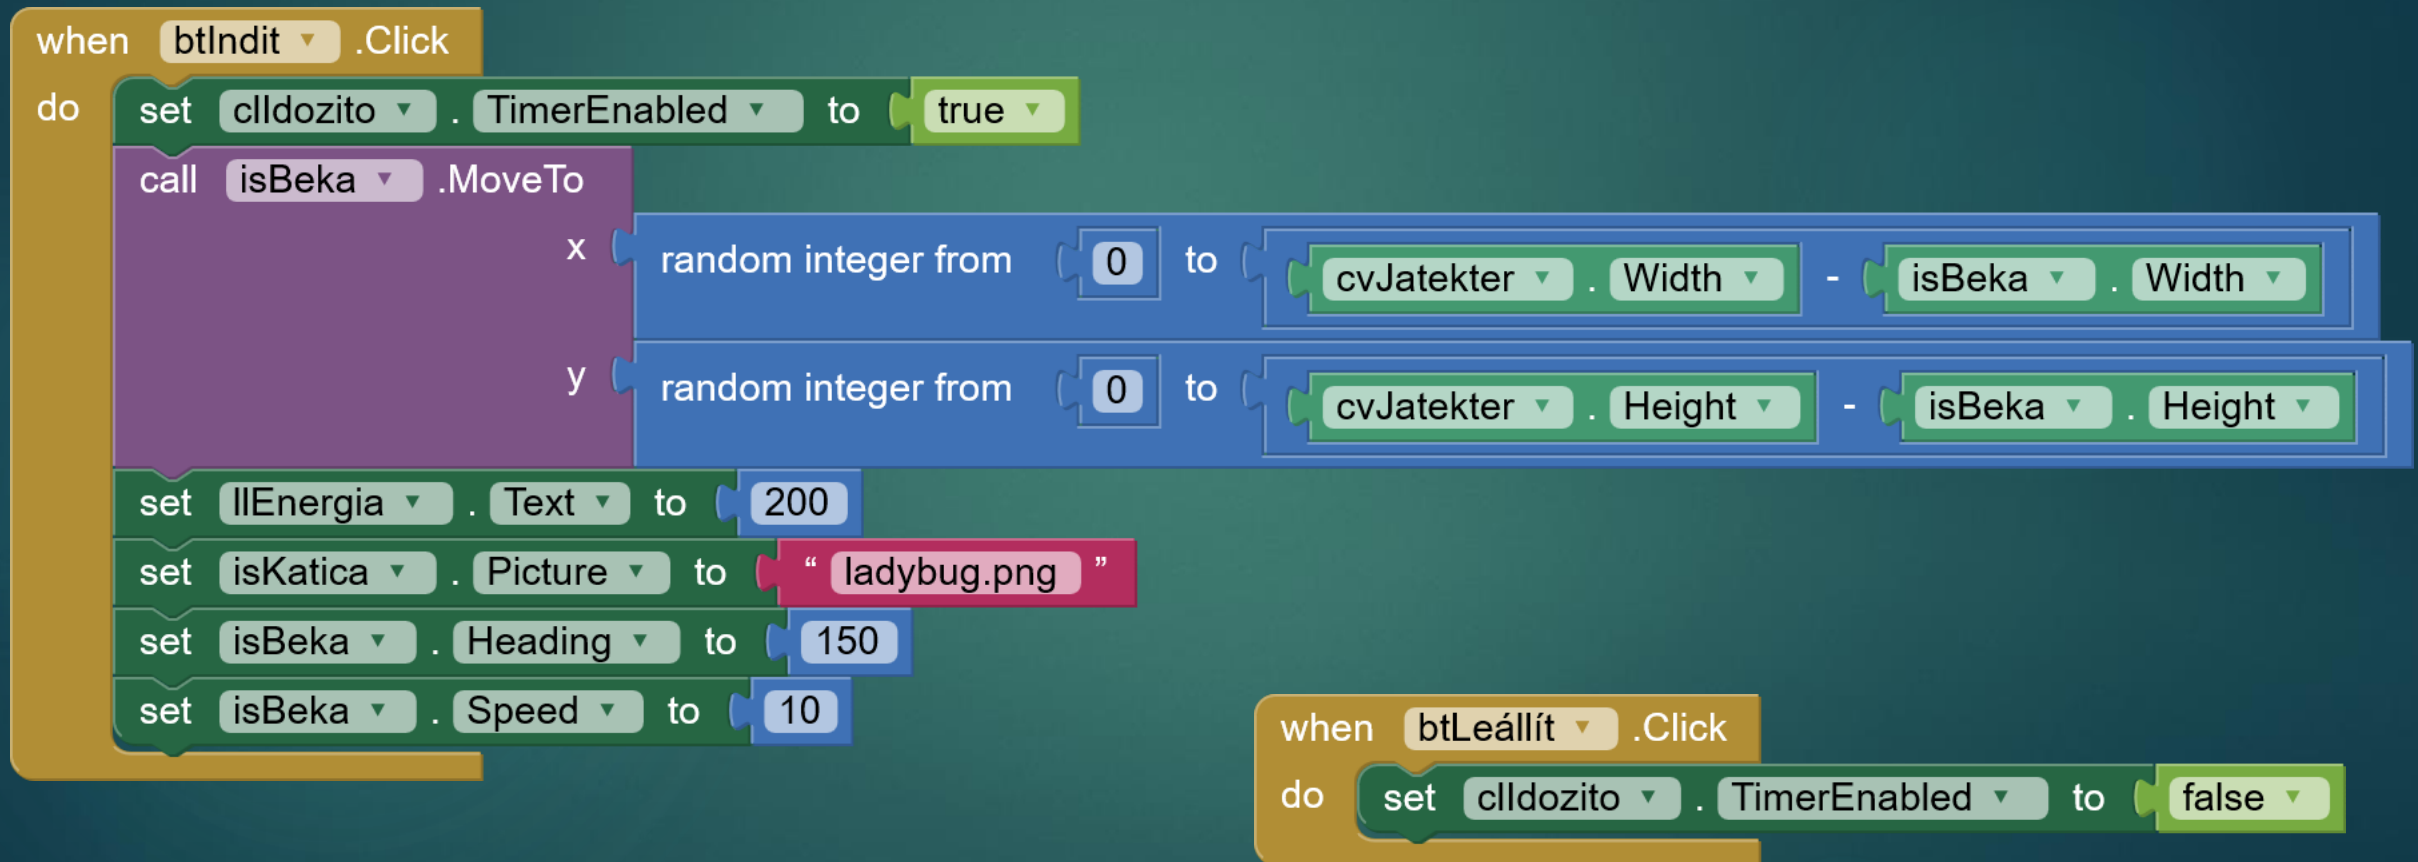 when btIndit .Click
do set clIdozito . TimerEnabled to true
call isBeka .MoveTo
x random integer from 0 to cvJatekter . Width - isBeka . Width
y random integer from 0 to cvJatekter . Height - isBeka . Height
set llEnergia . Text to 200
set isKatica . Picture to “ ladybug.png ”
set isBeka . Heading to 150
set isBeka . Speed to 10
when btLeállít .Click
do set clIdozito . TimerEnabled to false